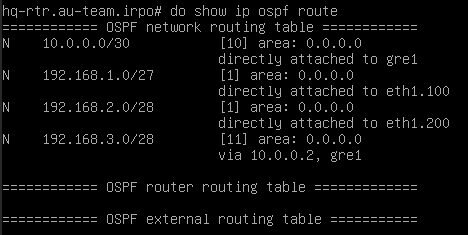 hq-rtr.au-team.irpo# do show ip ospf route
============ OSPF network routing table ============
N    10.0.0.0/30           [10] area: 0.0.0.0
                           directly attached to gre1
N    192.168.1.0/27        [1] area: 0.0.0.0
                           directly attached to eth1.100
N    192.168.2.0/28        [1] area: 0.0.0.0
                           directly attached to eth1.200
N    192.168.3.0/28        [11] area: 0.0.0.0
                           via 10.0.0.2, gre1
============ OSPF router routing table =============
============ OSPF external routing table ===========